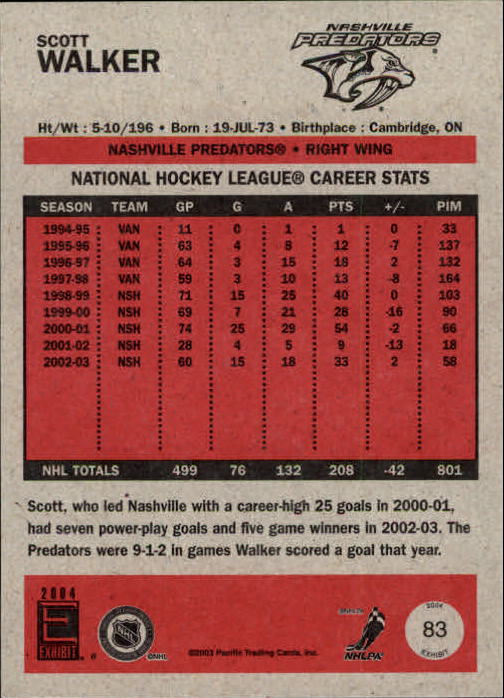 SCOTT
WALKER
NASHVILLE
PREDATORS
Ht/Wt : 5-10/196 • Born : 19-JUL-73 • Birthplace : Cambridge, ON
NASHVILLE PREDATORS® • RIGHT WING
NATIONAL HOCKEY LEAGUE® CAREER STATS
SEASON TEAM GP G A PTS +/- PIM
1994-95 VAN 11 0 1 1 0 33
1995-96 VAN 63 4 8 12 -7 137
1996-97 VAN 64 3 15 18 2 132
1997-98 VAN 59 3 10 13 -8 164
1998-99 NSH 71 15 25 40 0 103
1999-00 NSH 69 7 21 28 -16 90
2000-01 NSH 74 25 29 54 -2 66
2001-02 NSH 28 4 5 9 -13 18
2002-03 NSH 60 15 18 33 2 58
NHL TOTALS 499 76 132 208 -42 801
Scott, who led Nashville with a career-high 25 goals in 2000-01,
had seven power-play goals and five game winners in 2002-03. The
Predators were 9-1-2 in games Walker scored a goal that year.
2004
EXHIBIT
NHL
©NHL
©2003 Pacific Trading Cards, Inc.
NHLPA
2004
83
EXHIBIT